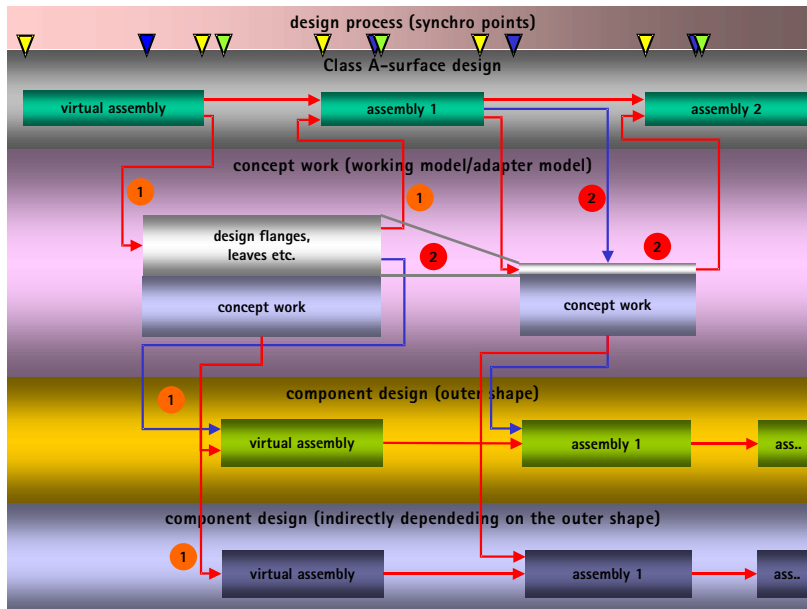 design process (synchro points)
Class A-surface design
virtual assembly
assembly 1
assembly 2
concept work (working model/adapter model)
1
1
2
2
2
design flanges,
leaves etc.
concept work
concept work
component design (outer shape)
1
virtual assembly
assembly 1
ass..
component design (indirectly dependeding on the outer shape)
1
virtual assembly
assembly 1
ass..